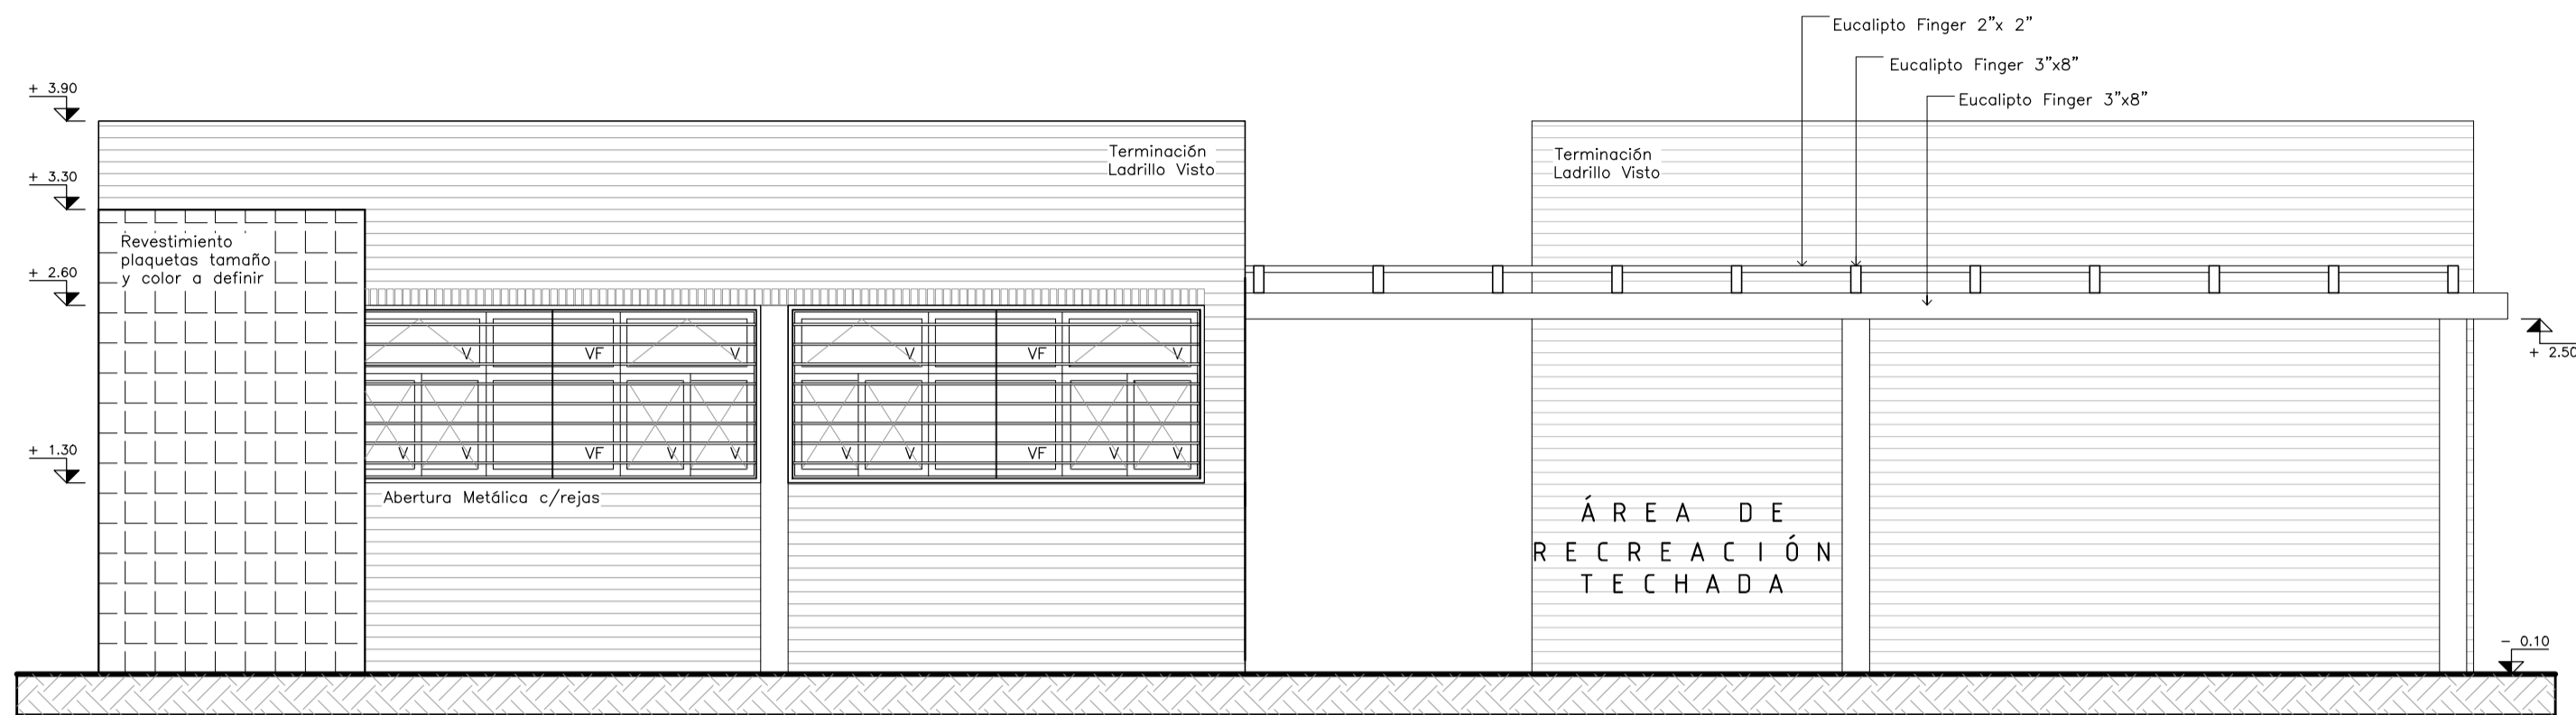 Eucalipto Finger 2”x 2”
Eucalipto Finger 3”x8”
Eucalipto Finger 3”x8”
+ 3.90
+ 3.30
+ 2.60
+ 1.30
Terminación
Ladrillo Visto
Terminación
Ladrillo Visto
Revestimiento
plaquetas tamaño
y color a definir
V VF V V VF V
V V VF V V V V VF V V
Abertura Metálica c/rejas
ÁREA DE
RECREACIÓN
TECHADA
+ 2.50
- 0.10